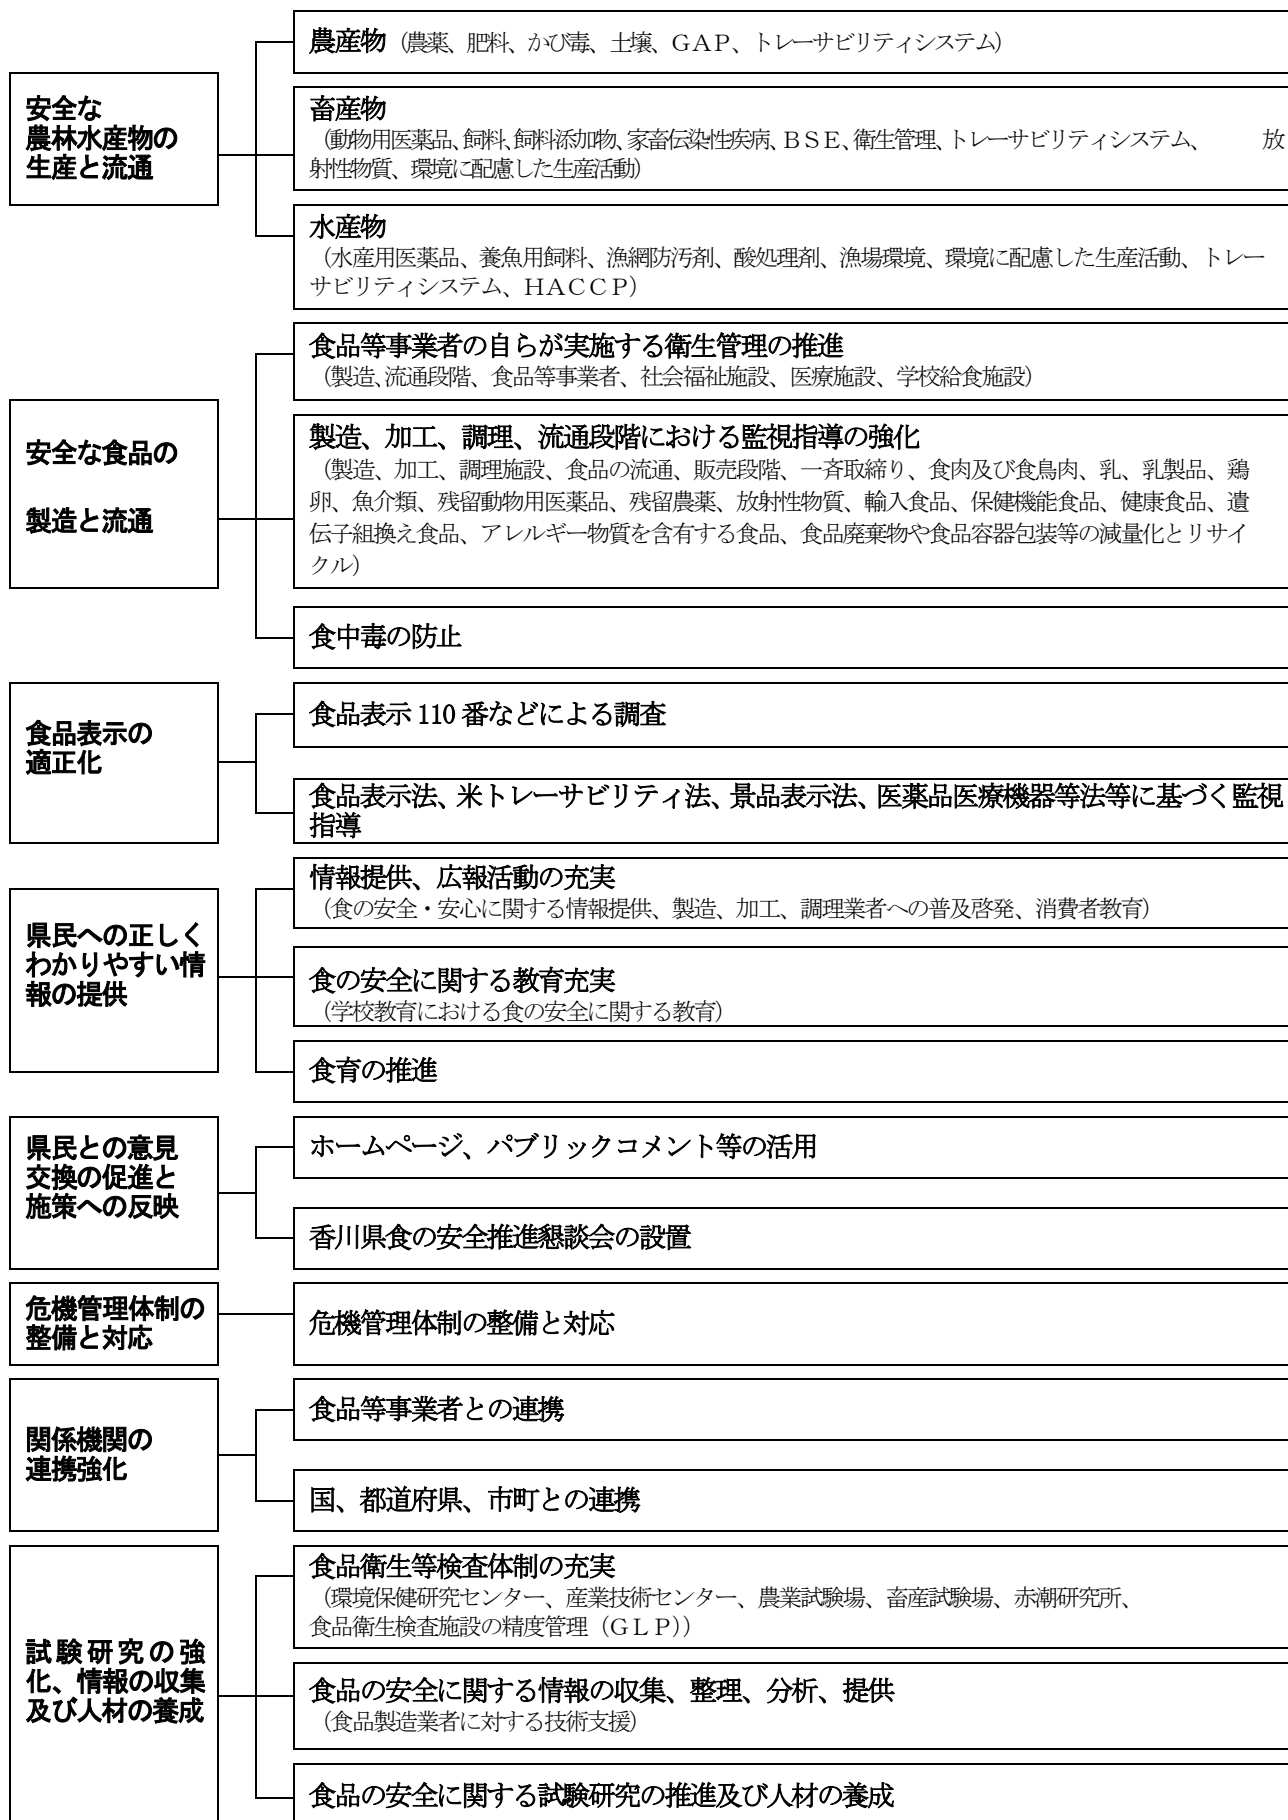 安全な
農林水産物の
生産と流通
農産物（農薬、肥料、かび毒、土壌、ＧＡＰ、トレーサビリティシステム）
畜産物
（動物用医薬品、飼料、飼料添加物、家畜伝染性疾病、ＢＳＥ、衛生管理、トレーサビリティシステム、　　放
射性物質、環境に配慮した生産活動）
水産物
（水産用医薬品、養魚用飼料、漁網防汚剤、酸処理剤、漁場環境、環境に配慮した生産活動、トレー
サビリティシステム、ＨＡＣＣＰ）
安全な食品の
製造と流通
食品等事業者の自らが実施する衛生管理の推進
（製造、流通段階、食品等事業者、社会福祉施設、医療施設、学校給食施設）
製造、加工、調理、流通段階における監視指導の強化
（製造、加工、調理施設、食品の流通、販売段階、一斉取締り、食肉及び食鳥肉、乳、乳製品、鶏
卵、魚介類、残留動物用医薬品、残留農薬、放射性物質、輸入食品、保健機能食品、健康食品、遺
伝子組換え食品、アレルギー物質を含有する食品、食品廃棄物や食品容器包装等の減量化とリサイ
クル）
食中毒の防止
食品表示の
適正化
食品表示 110 番などによる調査
食品表示法、米トレーサビリティ法、景品表示法、医薬品医療機器等法等に基づく監視
指導
県民への正しく
わかりやすい情
報の提供
情報提供、広報活動の充実
（食の安全・安心に関する情報提供、製造、加工、調理業者への普及啓発、消費者教育）
食の安全に関する教育充実
（学校教育における食の安全に関する教育）
食育の推進
県民との意見
交換の促進と
施策への反映
ホームページ、パブリックコメント等の活用
香川県食の安全推進懇談会の設置
危機管理体制の
整備と対応
危機管理体制の整備と対応
関係機関の
連携強化
食品等事業者との連携
国、都道府県、市町との連携
試験研究の強
化、情報の収集
及び人材の養成
食品衛生等検査体制の充実
（環境保健研究センター、産業技術センター、農業試験場、畜産試験場、赤潮研究所、
食品衛生検査施設の精度管理（ＧＬＰ））
食品の安全に関する情報の収集、整理、分析、提供
（食品製造業者に対する技術支援）
食品の安全に関する試験研究の推進及び人材の養成